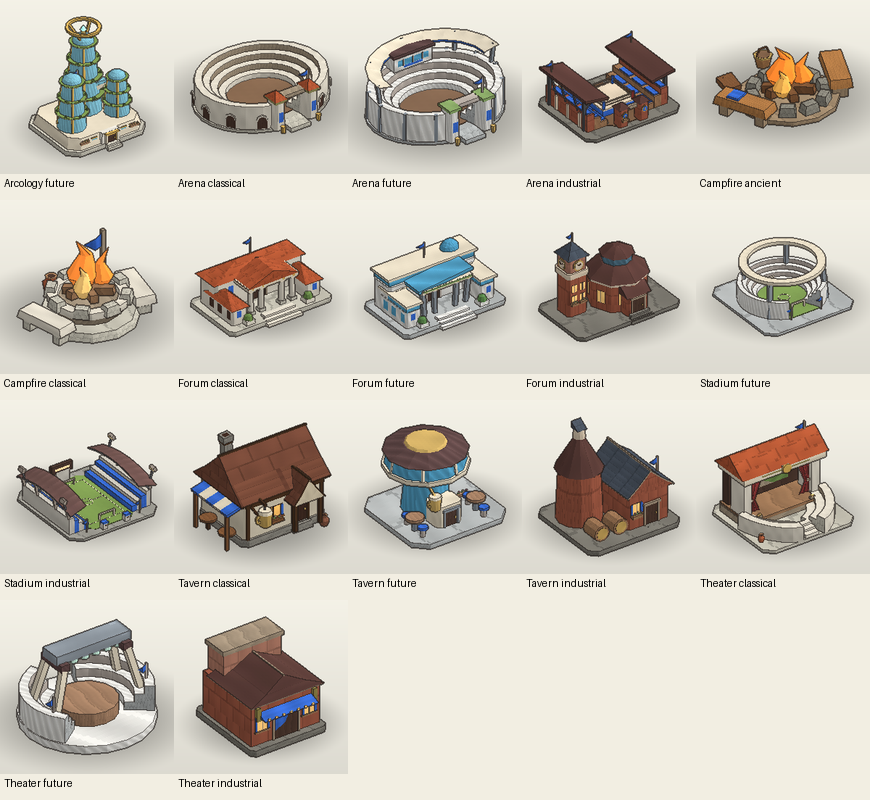 Arcology future
Arena classical
Arena future
Arena industrial
Campfire ancient
Campfire classical
Forum classical
Forum future
Forum industrial
Stadium future
Stadium industrial
Tavern classical
Tavern future
Tavern industrial
Theater classical
Theater future
Theater industrial